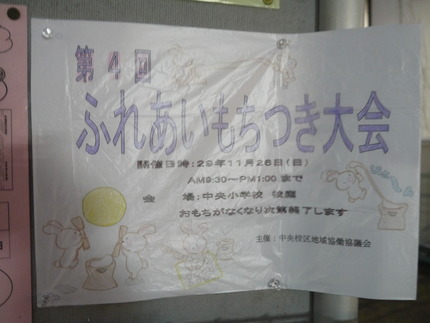 第4回
ふれあいもちつき大会
開催日時:29年11月26日(日)
AM9:30~PM1:00 まで
会 場:中央小学校 校庭
おもちがなくなり次第終了します
主催:中央校区地域協働協議会